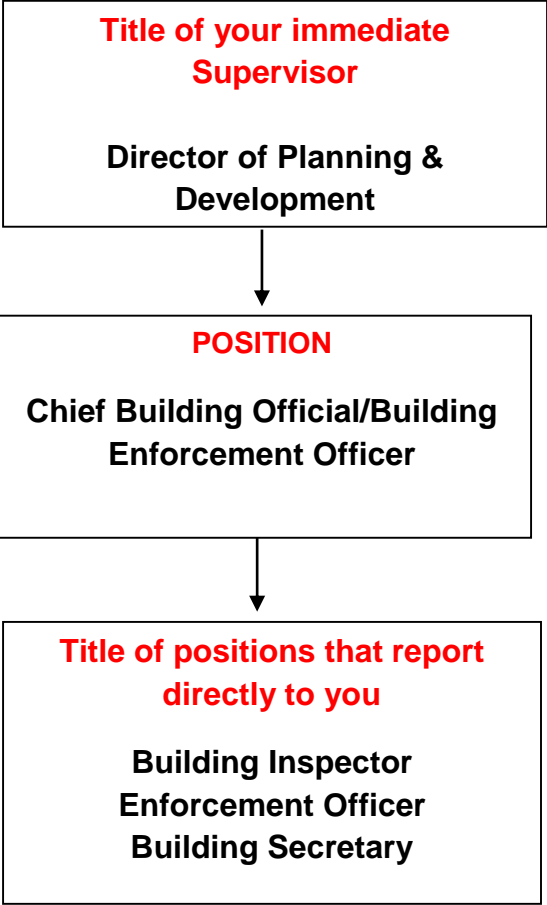 Title of your immediate
Supervisor
Director of Planning &
Development
POSITION
Chief Building Official/Building
Enforcement Officer
Title of positions that report
directly to you
Building Inspector
Enforcement Officer
Building Secretary